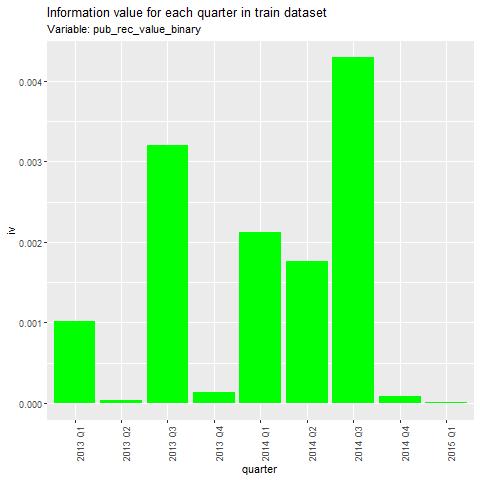 Information value for each quarter in train dataset
Variable: pub_rec_value_binary
iv
0.004
0.003
0.002
0.001
0.000
2013 Q1
2013 Q2
2013 Q3
2013 Q4
2014 Q1
2014 Q2
2014 Q3
2014 Q4
2015 Q1
quarter